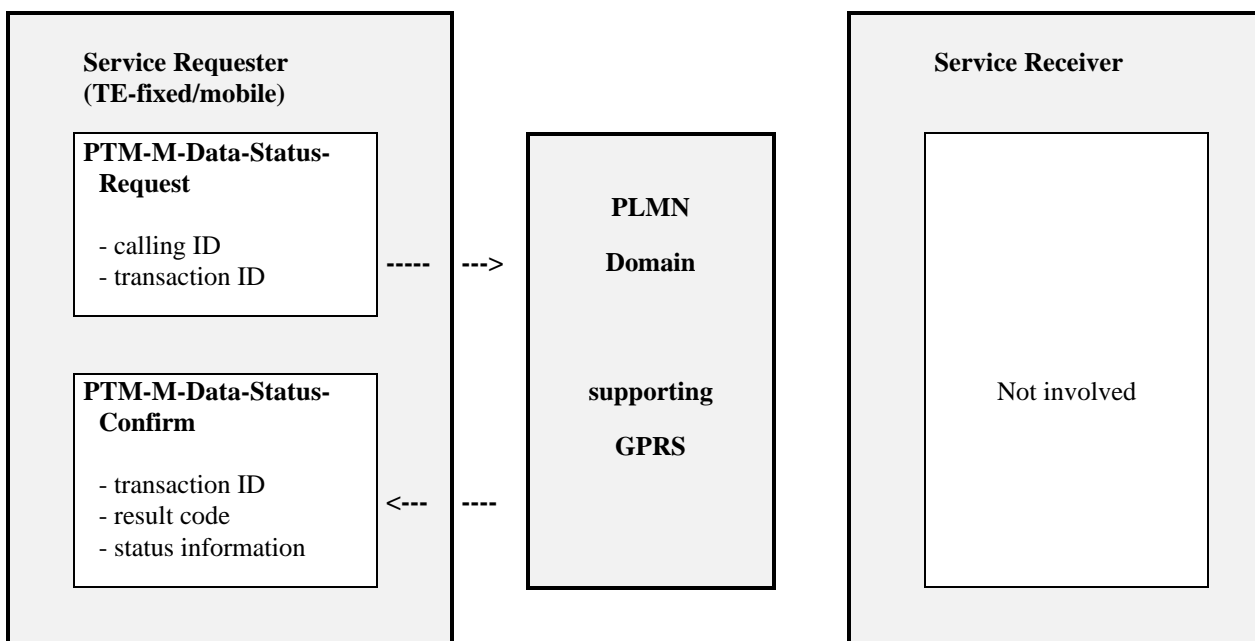 Service Requester
(TE-fixed/mobile)
PTM-M-Data-Status-
Request
- calling ID
- transaction ID
----- --->
PTM-M-Data-Status-
Confirm
- transaction ID
- result code
- status information
<--- ----
PLMN
Domain
supporting
GPRS
Service Receiver
Not involved